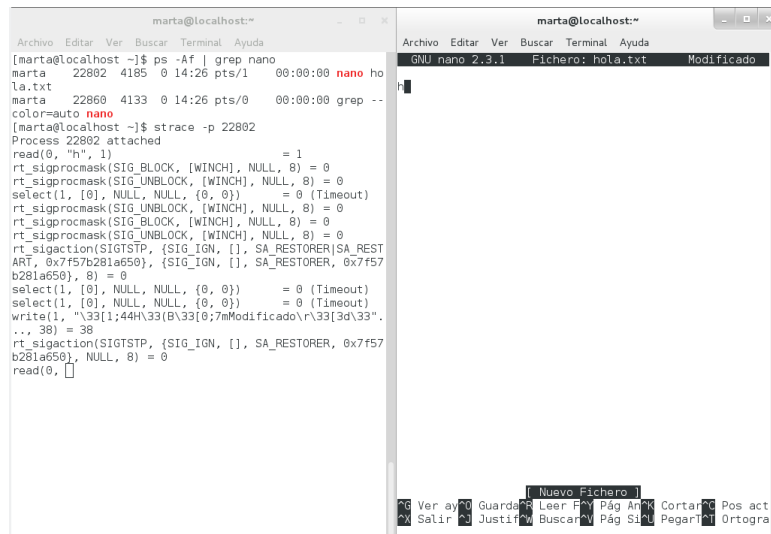 marta@localhost:~
Archivo Editar Ver Buscar Terminal Ayuda
[marta@localhost ~]$ ps -Af | grep nano
marta 22802 4185 0 14:26 pts/1 00:00:00 nano ho
la.txt
marta 22860 4133 0 14:26 pts/0 00:00:00 grep --
color=auto nano
[marta@localhost ~]$ strace -p 22802
Process 22802 attached
read(0, "h", 1) = 1
rt_sigprocmask(SIG_BLOCK, [WINCH], NULL, 8) = 0
rt_sigprocmask(SIG_UNBLOCK, [WINCH], NULL, 8) = 0
select(1, [0], NULL, NULL, {0, 0}) = 0 (Timeout)
rt_sigprocmask(SIG_UNBLOCK, [WINCH], NULL, 8) = 0
rt_sigprocmask(SIG_BLOCK, [WINCH], NULL, 8) = 0
rt_sigprocmask(SIG_UNBLOCK, [WINCH], NULL, 8) = 0
rt_sigaction(SIGTSTP, {SIG_IGN, [], SA_RESTORER|SA_REST
ART, 0x7f57b281a650}, {SIG_IGN, [], SA_RESTORER, 0x7f57
b281a650}, 8) = 0
select(1, [0], NULL, NULL, {0, 0}) = 0 (Timeout)
select(1, [0], NULL, NULL, {0, 0}) = 0 (Timeout)
write(1, "\33[1;44H\33(B\33[0;7mModificado\r\33[3d\33".
.., 38) = 38
rt_sigaction(SIGTSTP, {SIG_IGN, [], SA_RESTORER, 0x7f57
b281a650}, NULL, 8) = 0
read(0,
marta@localhost:~
Archivo Editar Ver Buscar Terminal Ayuda
GNU nano 2.3.1 Fichero: hola.txt Modificado
h
[ Nuevo Fichero ]
^G Ver ay^O Guarda^R Leer F^Y Pág An^K Cortar^C Pos act
^X Salir ^J Justif^W Buscar^V Pág Si^U PegarT^T Ortogra